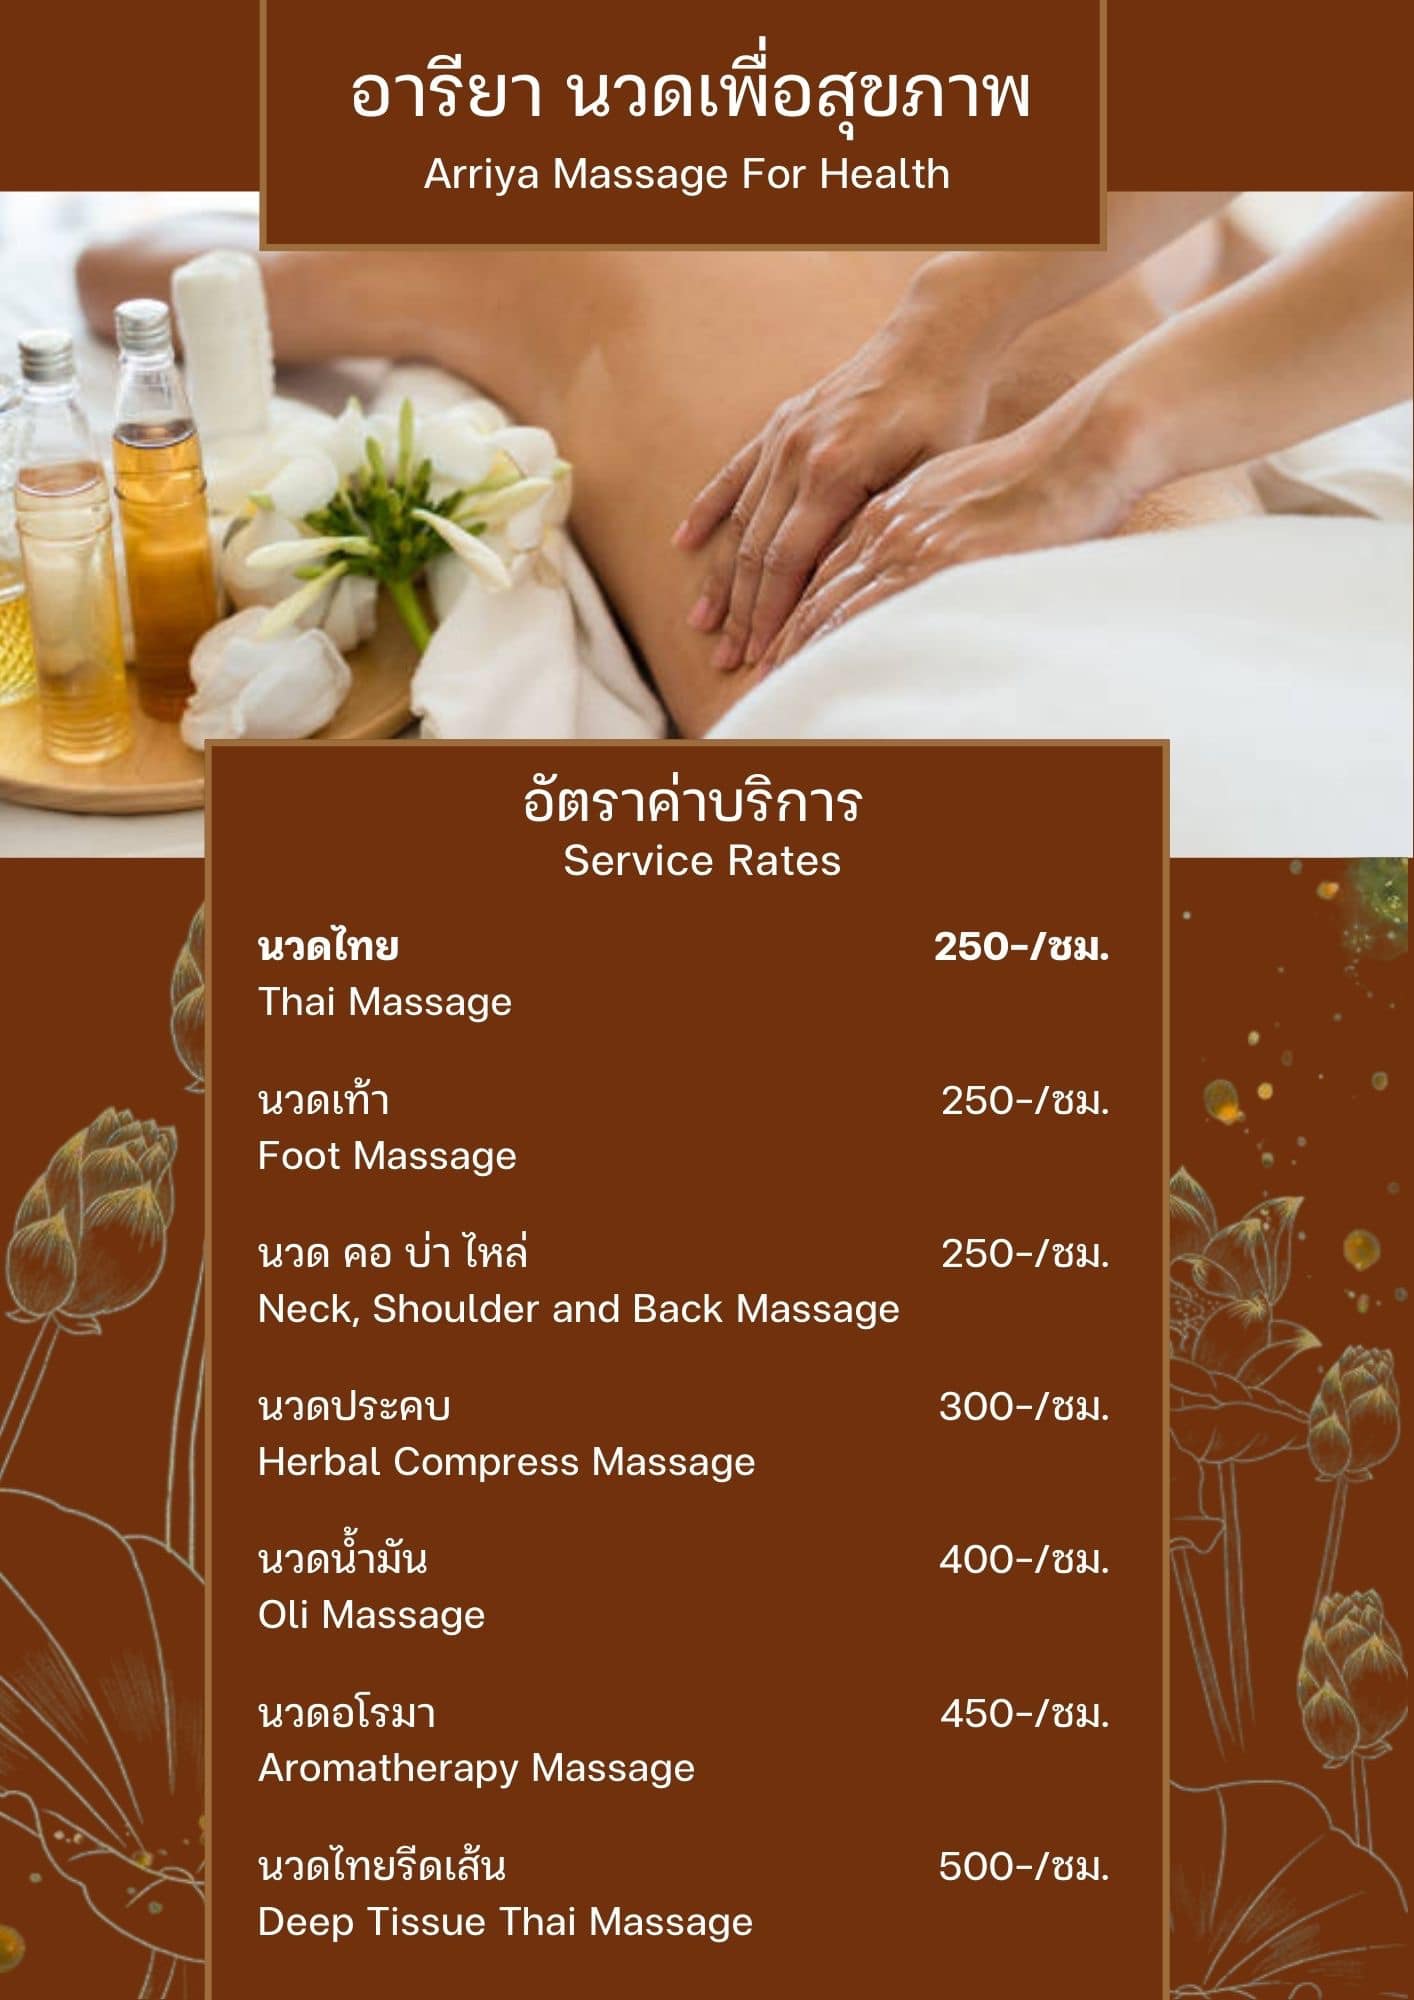 อารียา นวดเพื่อสุขภาพ
Arriya Massage For Health
อัตราค่าบริการ
Service Rates
นวดไทย 250-/ชม.
Thai Massage
นวดเท้า 250-/ชม.
Foot Massage
นวด คอ บ่า ไหล่ 250-/ชม.
Neck, Shoulder and Back Massage
นวดประคบ 300-/ชม.
Herbal Compress Massage
นวดน้ำมัน 400-/ชม.
Oli Massage
นวดอโรมา 450-/ชม.
Aromatherapy Massage
นวดไทยรีดเส้น 500-/ชม.
Deep Tissue Thai Massage